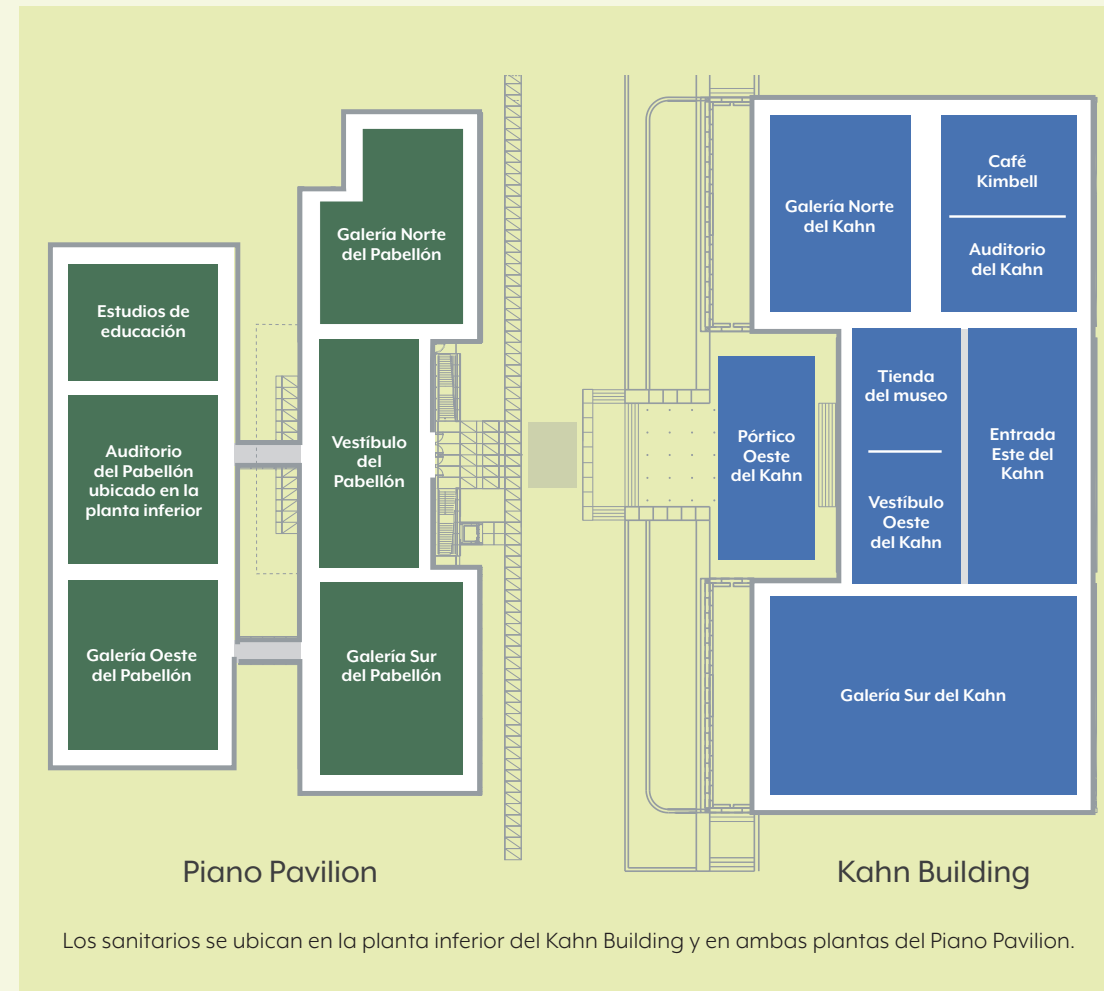 Galería Norte
del Pabellón
Estudios de
educación
Auditorio
del Pabellón
ubicado en la
planta inferior
Vestíbulo
del
Pabellón
Galería Oeste
del Pabellón
Galería Sur
del Pabellón
Galería Norte
del Kahn
Café
Kimbell
Auditorio
del Kahn
Pórtico
Oeste
del Kahn
Tienda
del museo
Vestíbulo
Oeste
del Kahn
Entrada
Este del
Kahn
Galería Sur del Kahn
Piano Pavilion
Kahn Building
Los sanitarios se ubican en la planta inferior del Kahn Building y en ambas plantas del Piano Pavilion.